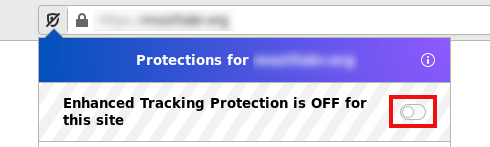 Protections for
Enhanced Tracking Protection is OFF for
this site